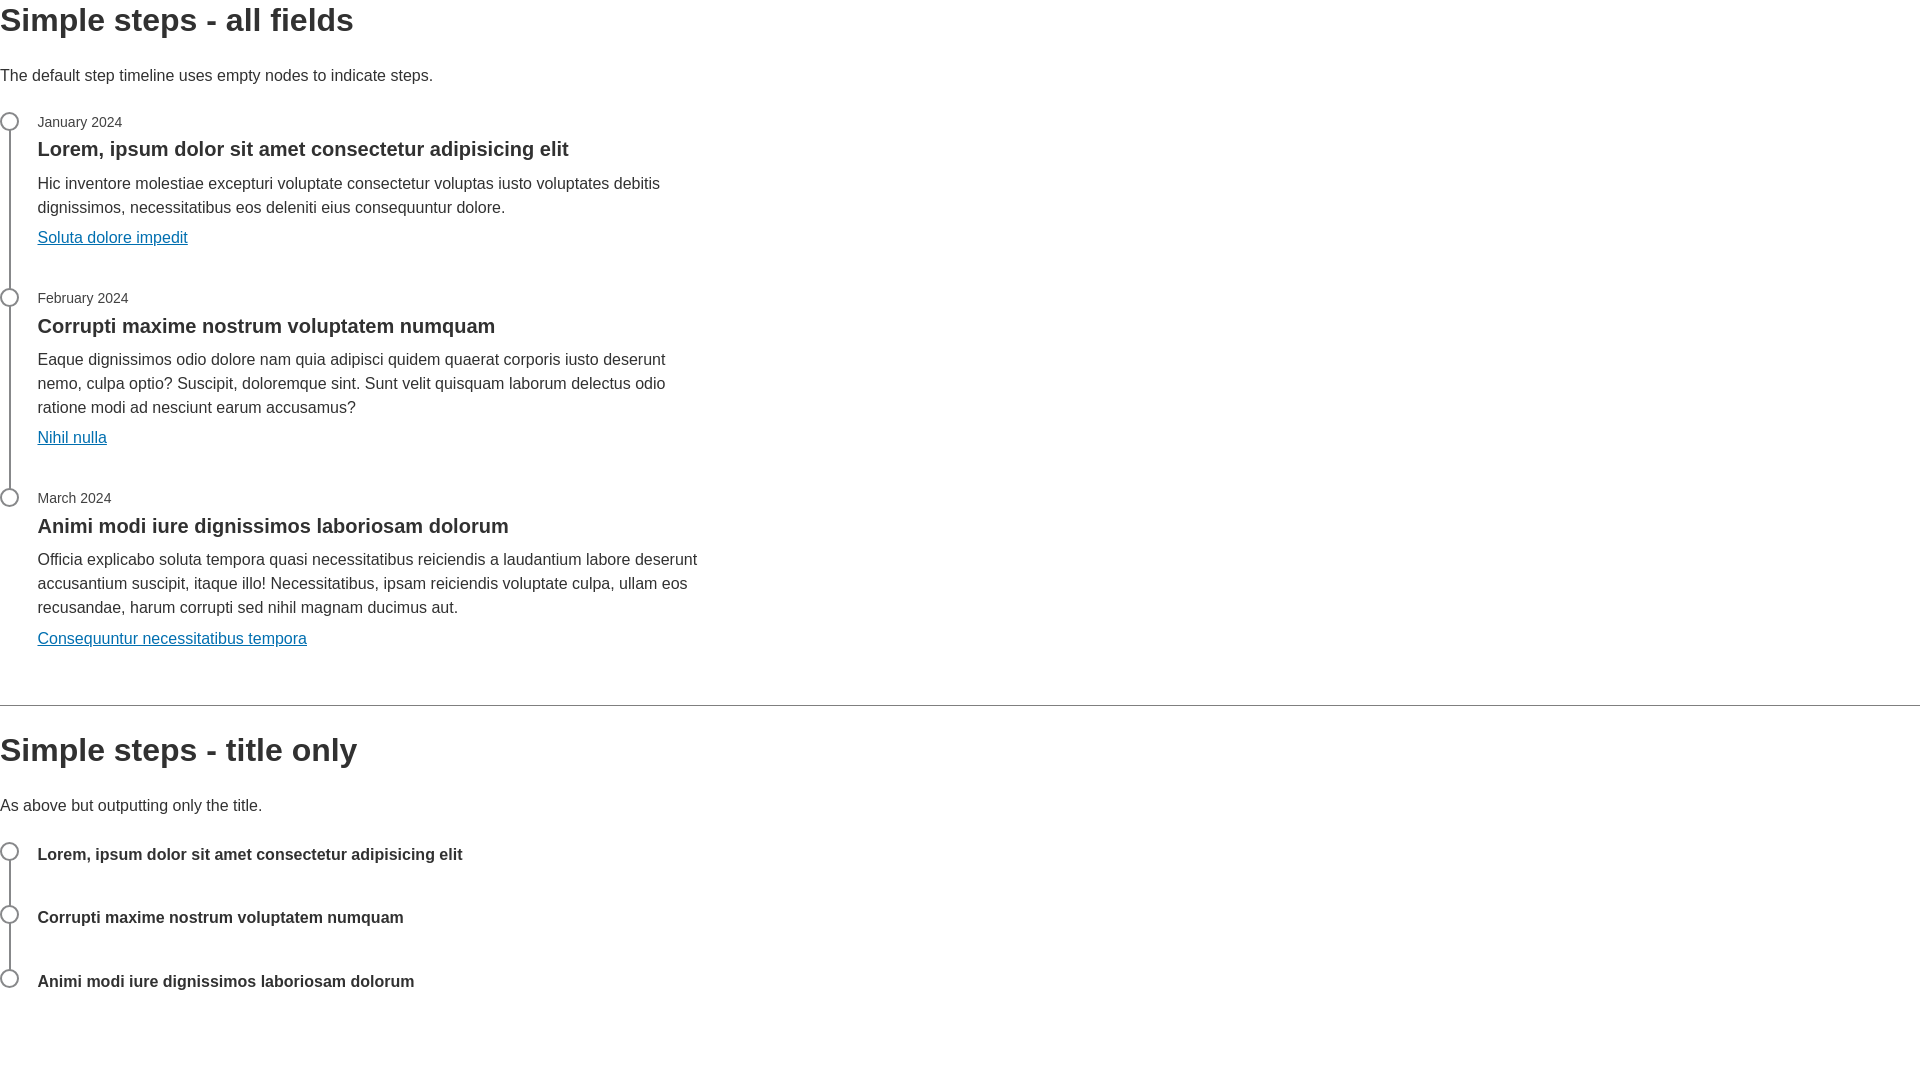 Simple steps - all fields
The default step timeline uses empty nodes to indicate steps.
January 2024
Lorem, ipsum dolor sit amet consectetur adipisicing elit
Hic inventore molestiae excepturi voluptate consectetur voluptas iusto voluptates debitis
dignissimos, necessitatibus eos deleniti eius consequuntur dolore.
Soluta dolore impedit
February 2024
Corrupti maxime nostrum voluptatem numquam
Eaque dignissimos odio dolore nam quia adipisci quidem quaerat corporis iusto deserunt
nemo, culpa optio? Suscipit, doloremque sint. Sunt velit quisquam laborum delectus odio
ratione modi ad nesciunt earum accusamus?
Nihil nulla
March 2024
Animi modi iure dignissimos laboriosam dolorum
Officia explicabo soluta tempora quasi necessitatibus reiciendis a laudantium labore deserunt
accusantium suscipit, itaque illo! Necessitatibus, ipsam reiciendis voluptate culpa, ullam eos
recusandae, harum corrupti sed nihil magnam ducimus aut.
Consequuntur necessitatibus tempora
Simple steps - title only
As above but outputting only the title.
Lorem, ipsum dolor sit amet consectetur adipisicing elit
Corrupti maxime nostrum voluptatem numquam
Animi modi iure dignissimos laboriosam dolorum